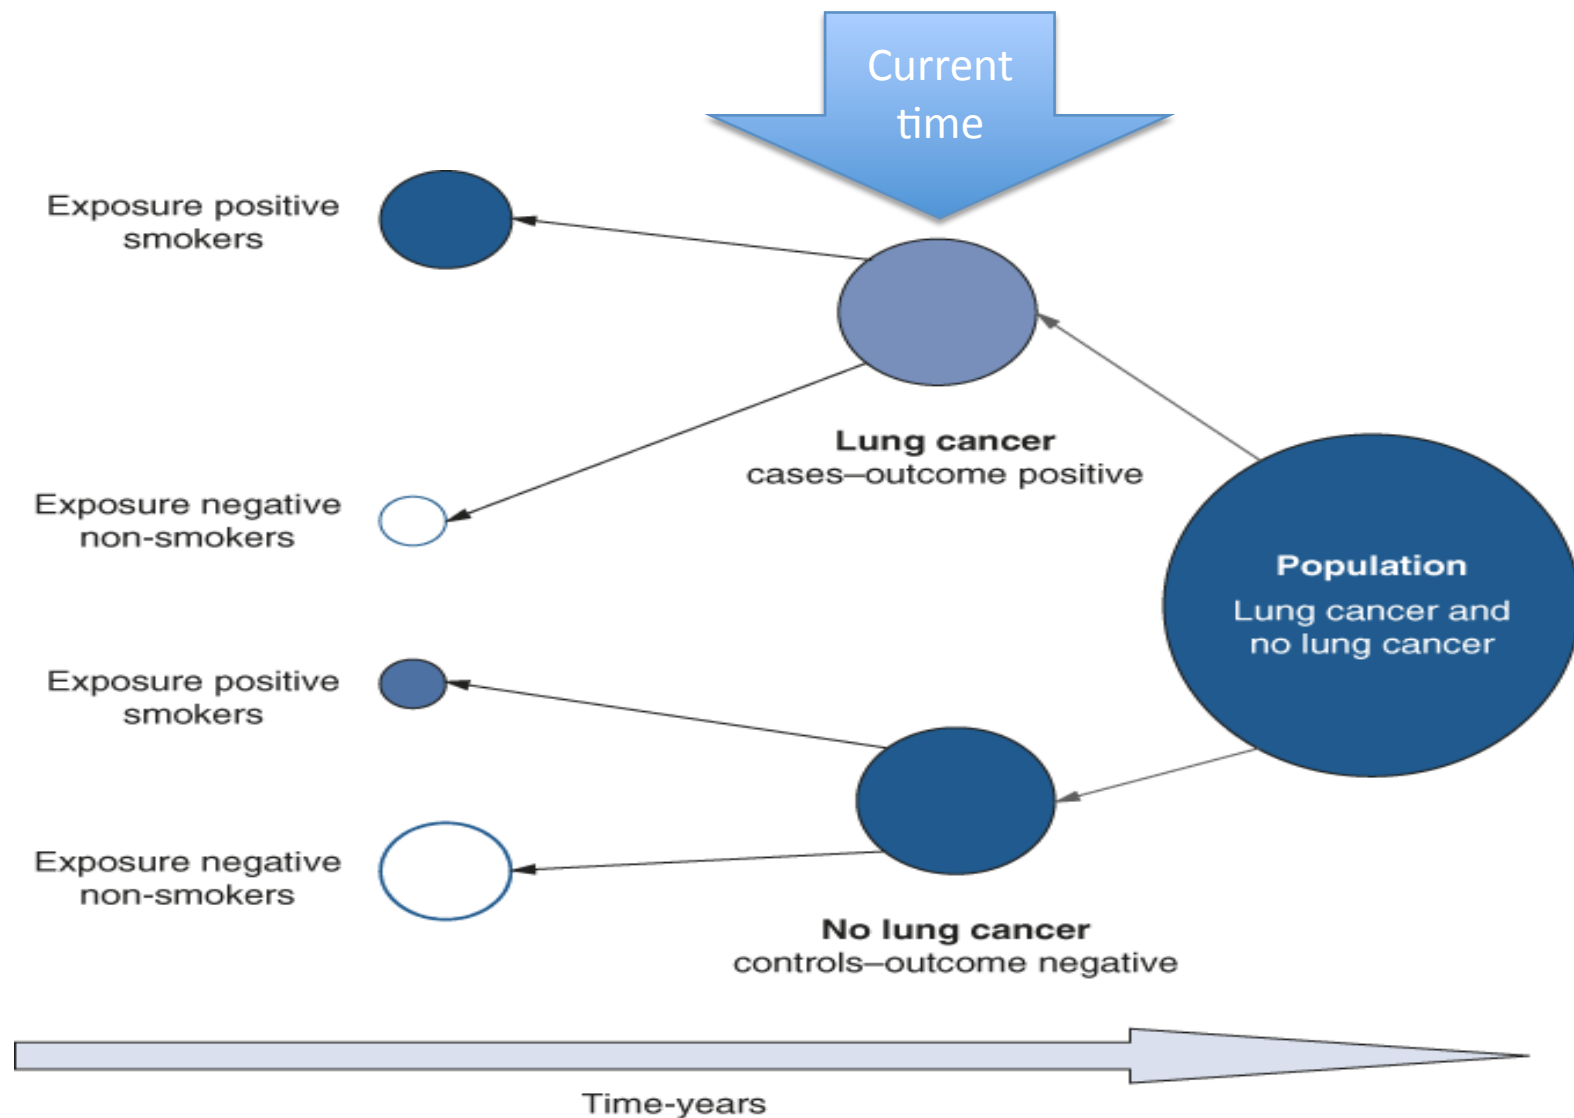 Current
time
Exposure positive
smokers
Lung cancer
cases–outcome positive
Exposure negative
non-smokers
Population
Lung cancer and
no lung cancer
Exposure positive
smokers
Exposure negative
non-smokers
No lung cancer
controls–outcome negative
Time-years